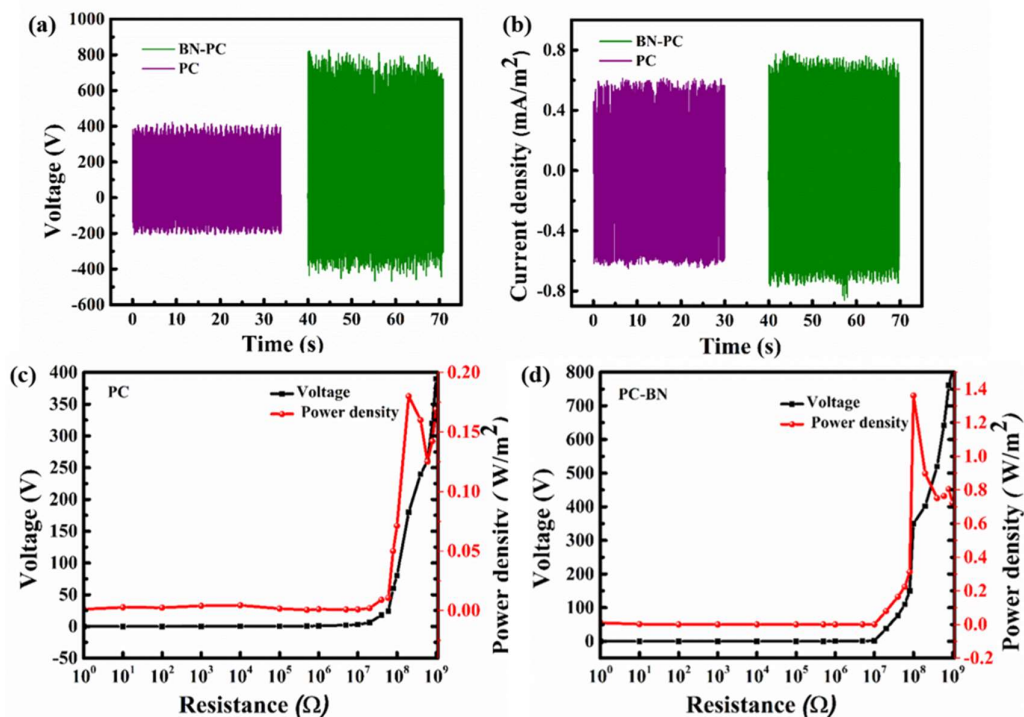 (a)
BN-PC
PC
1000
800
600
400
200
0
-200
-400
-600
Voltage (V)
0 10 20 30 40 50 60 70
Time (s)
(b)
BN-PC
PC
0.8
0.4
0.0
-0.4
-0.8
Current density (mA/m²)
0 10 20 30 40 50 60 70
Time (s)
(c)
PC
Voltage
Power density
400
350
300
250
200
150
100
50
0
-50
Voltage (V)
0.20
0.15
0.10
0.05
0.00
Power density ( W/m²)
10⁰ 10¹ 10² 10³ 10⁴ 10⁵ 10⁶ 10⁷ 10⁸ 10⁹
Resistance (Ω)
(d)
PC-BN
Voltage
Power density
800
700
600
500
400
300
200
100
0
Voltage (V)
1.4
1.2
1.0
0.8
0.6
0.4
0.2
0.0
-0.2
Power density ( W/m²)
10⁰ 10¹ 10² 10³ 10⁴ 10⁵ 10⁶ 10⁷ 10⁸ 10⁹
Resistance (Ω)